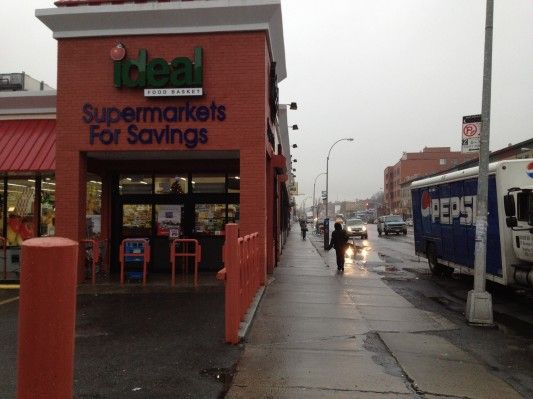 ideal
FOOD BASKET
Supermarkets
For Savings
PEPSI